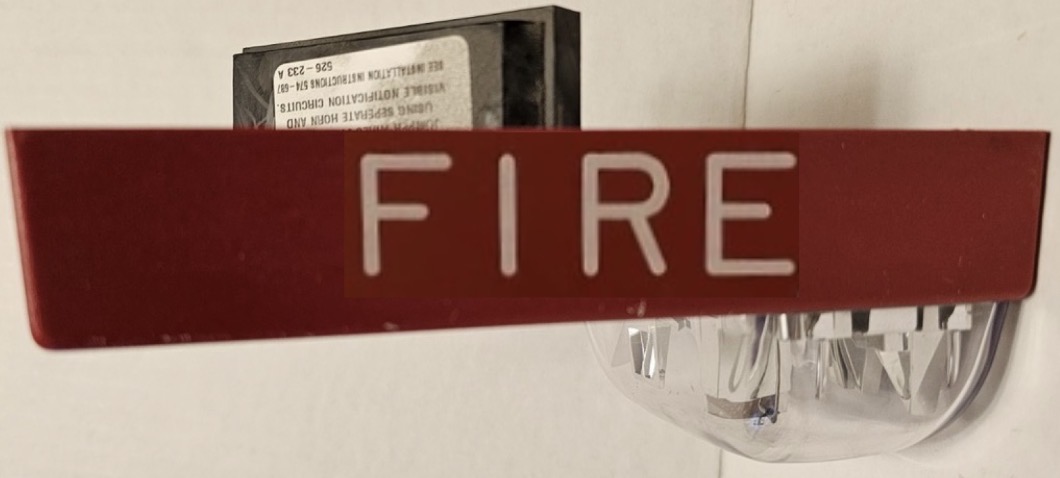 USING SEPERATE HORN AND
VISIBLE NOTIFICATION CIRCUITS.
SEE INSTALLATION INSTRUCTIONS 574-687
526-233 A
FIRE